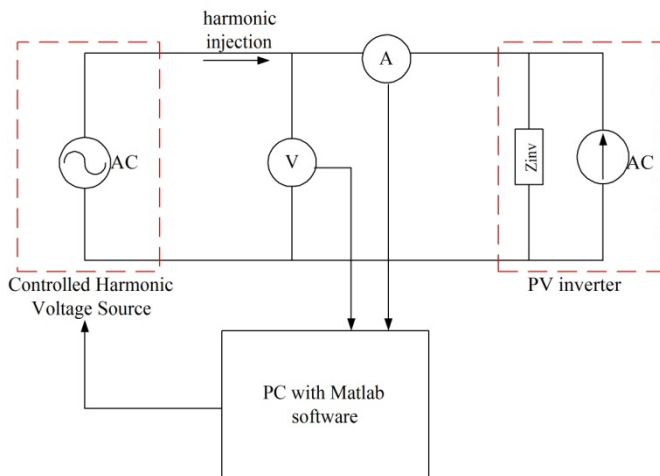 harmonic
injection
A
AC
V
Zinv
AC
Controlled Harmonic
Voltage Source
PV inverter
PC with Matlab
software